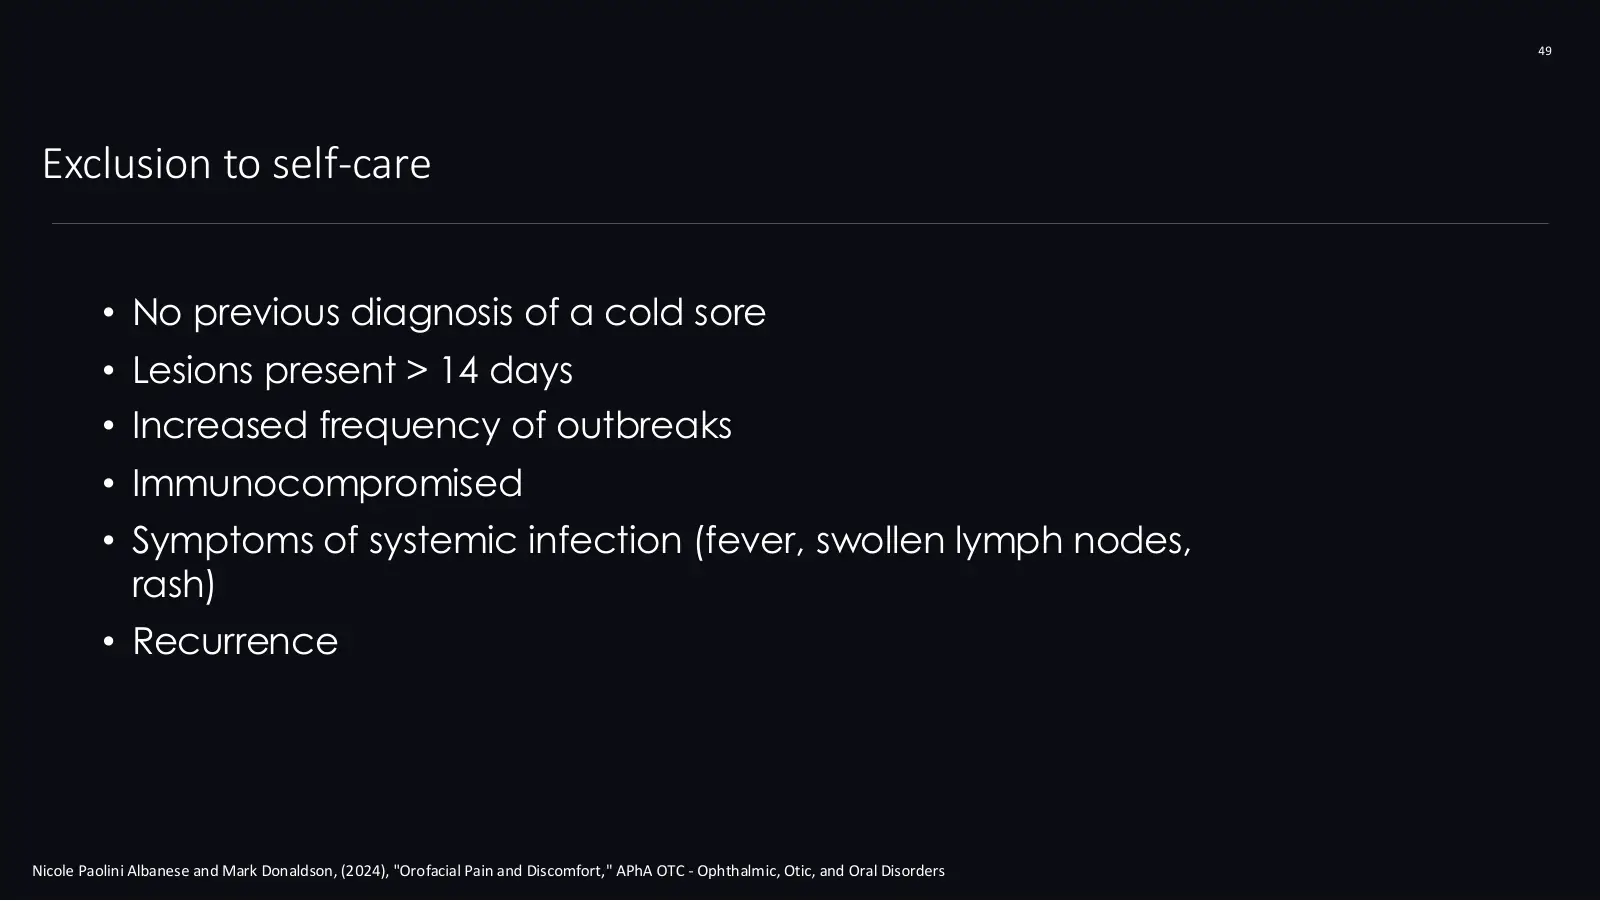 49
Exclusion to self-care
• No previous diagnosis of a cold sore
• Lesions present > 14 days
• Increased frequency of outbreaks
• Immunocompromised
• Symptoms of systemic infection (fever, swollen lymph nodes,
rash)
• Recurrence
Nicole Paolini Albanese and Mark Donaldson, (2024), "Orofacial Pain and Discomfort," APhA OTC - Ophthalmic, Otic, and Oral Disorders